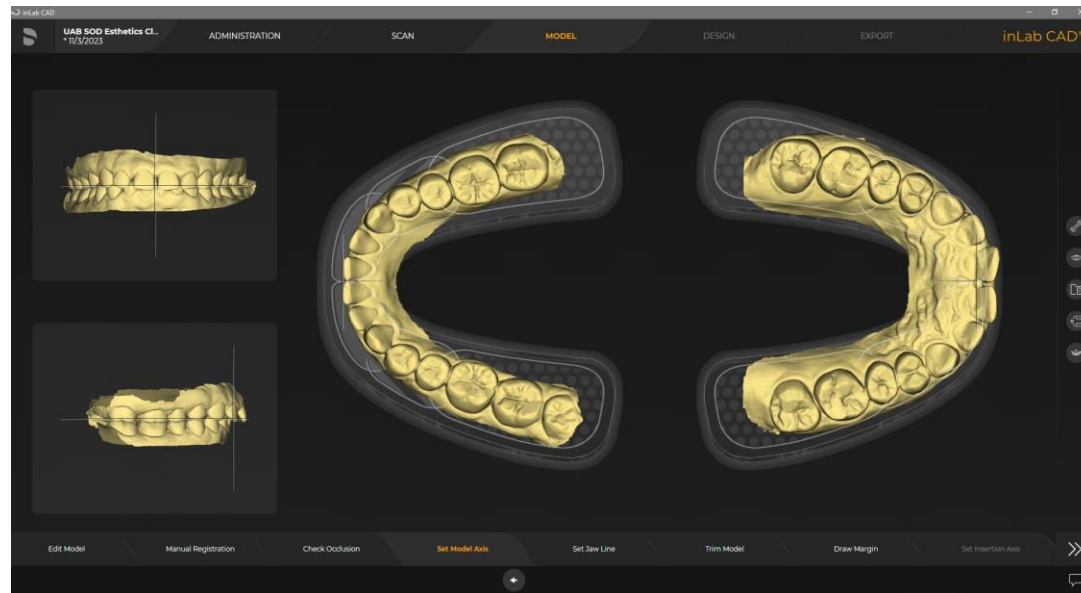 inLab CAD
UAB SOD Esthetics Cl...
* 11/3/2023
ADMINISTRATION
SCAN
MODEL
DESIGN
EXPORT
inLab CAD
Edit Model
Manual Registration
Check Occlusion
Set Model Axis
Set Jaw Line
Trim Model
Draw Margin
Set Insertion Axis